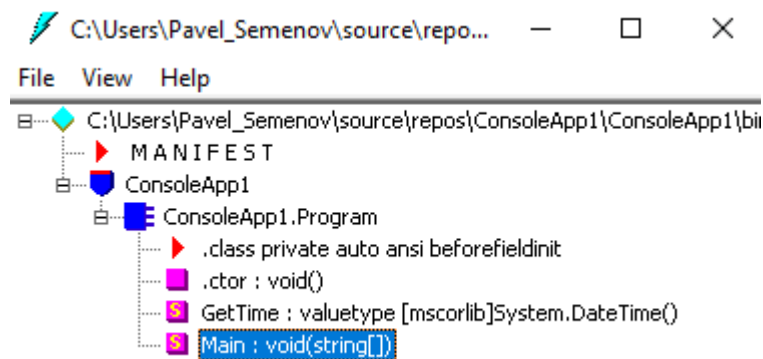 C:\Users\Pavel_Semenov\source\repo...
File View Help
C:\Users\Pavel_Semenov\source\repos\ConsoleApp1\ConsoleApp1\bi
M A N I F E S T
ConsoleApp1
ConsoleApp1.Program
.class private auto ansi beforefieldinit
.ctor : void()
S GetTime : valuetype [mscorlib]System.DateTime()
S Main : void(string[])